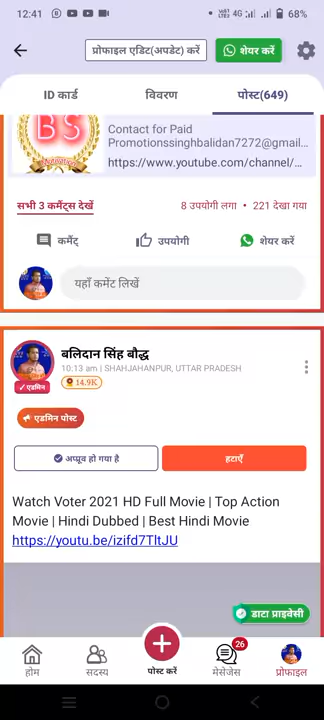 12:41
4G
68%
प्रोफाइल एडिट(अपडेट) करें
शेयर करें
ID कार्ड
विवरण
पोस्ट(649)
BS
Motivation
Contact for Paid
Promotionssinghbalidan7272@gmail...
https://www.youtube.com/channel/...
सभी 3 कमैंट्स देखें
8 उपयोगी लगा • 221 देखा गया
कमैंट्
उपयोगी
शेयर करें
यहाँ कमेंट लिखें
बलिदान सिंह बौद्ध
10:13 am | SHAHJAHANPUR, UTTAR PRADESH
14.9K
एडमिन
एडमिन पोस्ट
अप्रूव हो गया है
हटाएँ
Watch Voter 2021 HD Full Movie | Top Action
Movie | Hindi Dubbed | Best Hindi Movie
https://youtu.be/izifd7TltJU
डाटा प्राइवेसी
26
होम
सदस्य
पोस्ट करें
मेसेजेस
प्रोफाइल